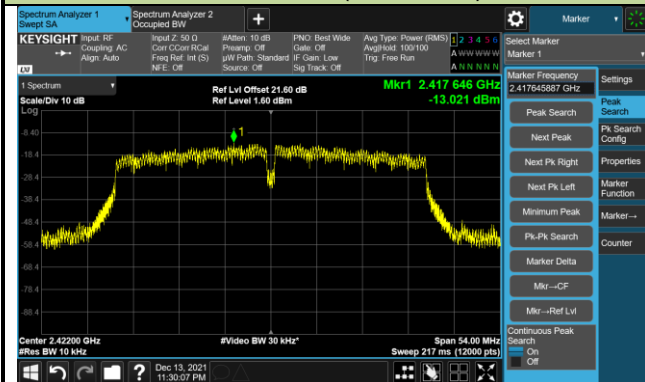 Spectrum Analyzer 1
Swept SA
Spectrum Analyzer 2
Occupied BW
+
Marker
KEYSIGHT
Input: RF
Coupling: AC
Align: Auto
Input Z: 50 Ω
Corr CCorr RCal
Freq Ref: Int (S)
NFE: Off
#Atten: 10 dB
Preamp: Off
µW Path: Standard
Source: Off
PNO: Best Wide
Gate: Off
IF Gain: Low
Sig Track: Off
Avg Type: Power (RMS)
Avg|Hold: 100/100
Trig: Free Run
1 2 3 4 5 6
A W W W W W
A N N N N N
Select Marker
Marker 1
1 Spectrum
Scale/Div 10 dB
Log
Ref Lvl Offset 21.60 dB
Ref Level 1.60 dBm
Mkr1 2.417 646 GHz
-13.021 dBm
1
-8.40
-18.4
-28.4
-38.4
-48.4
-58.4
-68.4
-78.4
-88.4
Center 2.42200 GHz
#Res BW 10 kHz
#Video BW 30 kHz*
Span 54.00 MHz
Sweep 217 ms (12000 pts)
Marker Frequency
2.417645887 GHz
Peak Search
Next Peak
Next Pk Right
Next Pk Left
Minimum Peak
Pk-Pk Search
Marker Delta
Mkr→CF
Mkr→Ref Lvl
Continuous Peak
Search
On
Off
Settings
Peak
Search
Pk Search
Config
Properties
Marker
Function
Marker→
Counter
?
Dec 13, 2021
11:30:07 PM